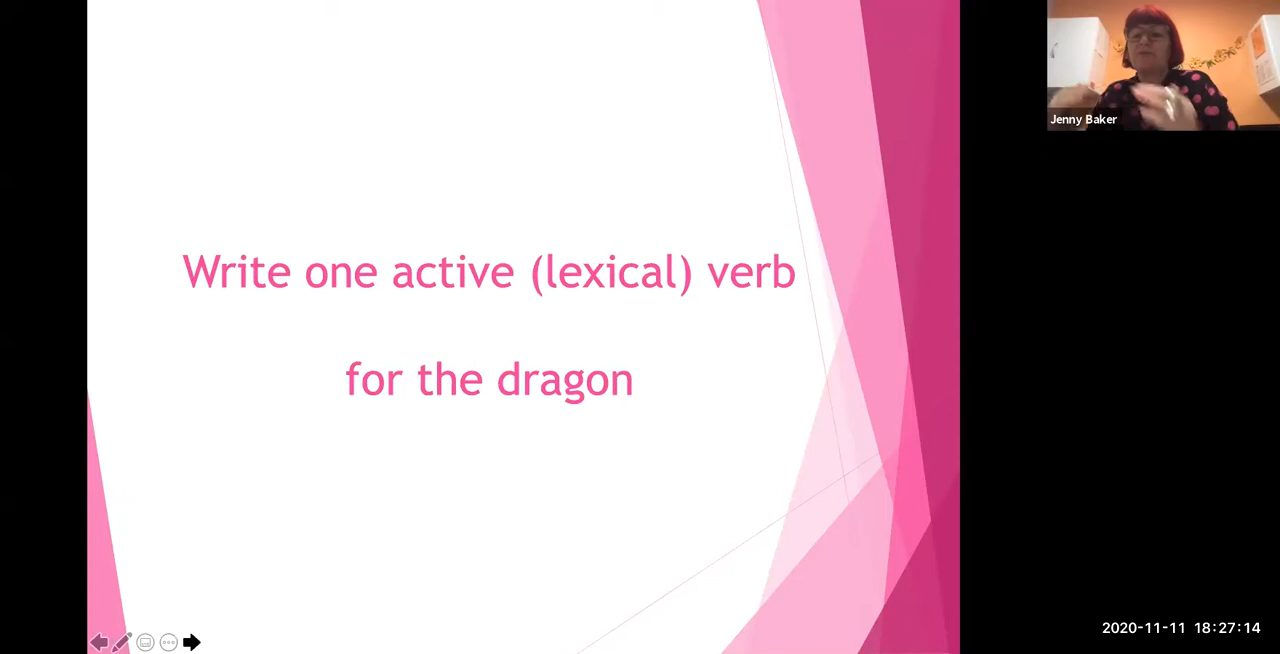 Jenny Baker
Write one active (lexical) verb
for the dragon
2020-11-11 18:27:14